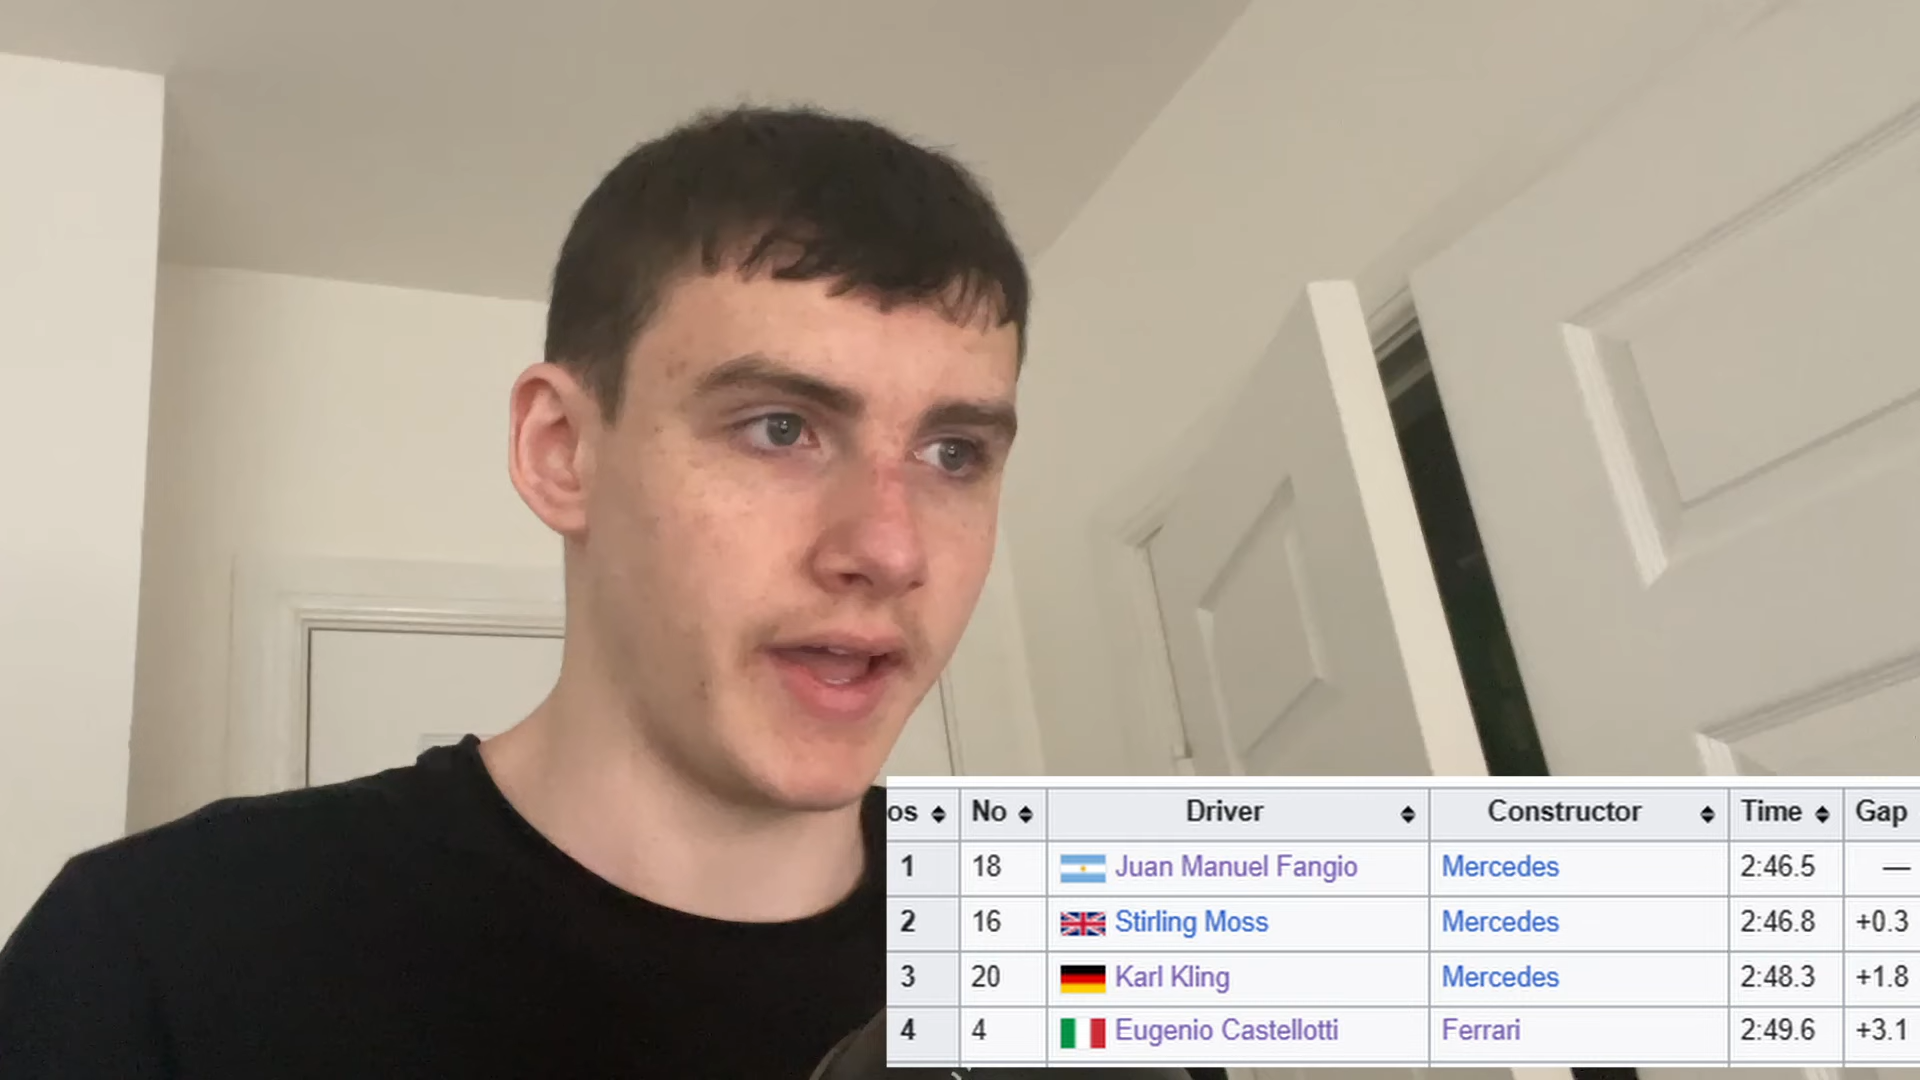 os No Driver Constructor Time Gap
1 18 Juan Manuel Fangio Mercedes 2:46.5 —
2 16 Stirling Moss Mercedes 2:46.8 +0.3
3 20 Karl Kling Mercedes 2:48.3 +1.8
4 4 Eugenio Castellotti Ferrari 2:49.6 +3.1